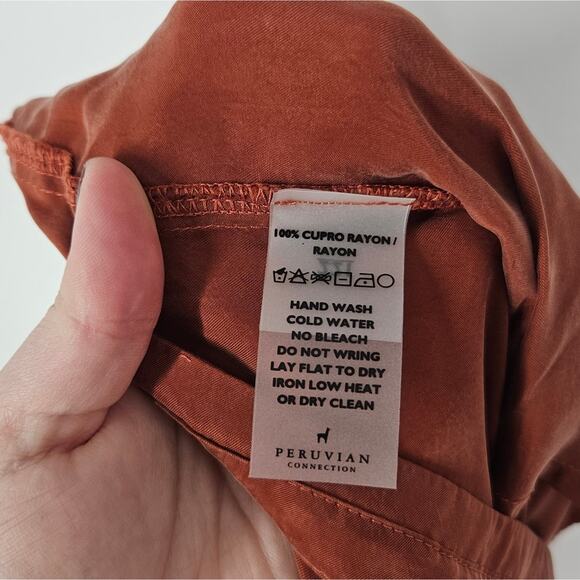 100% CUPRO RAYON /
RAYON
HAND WASH
COLD WATER
NO BLEACH
DO NOT WRING
LAY FLAT TO DRY
IRON LOW HEAT
OR DRY CLEAN
PERUVIAN
CONNECTION